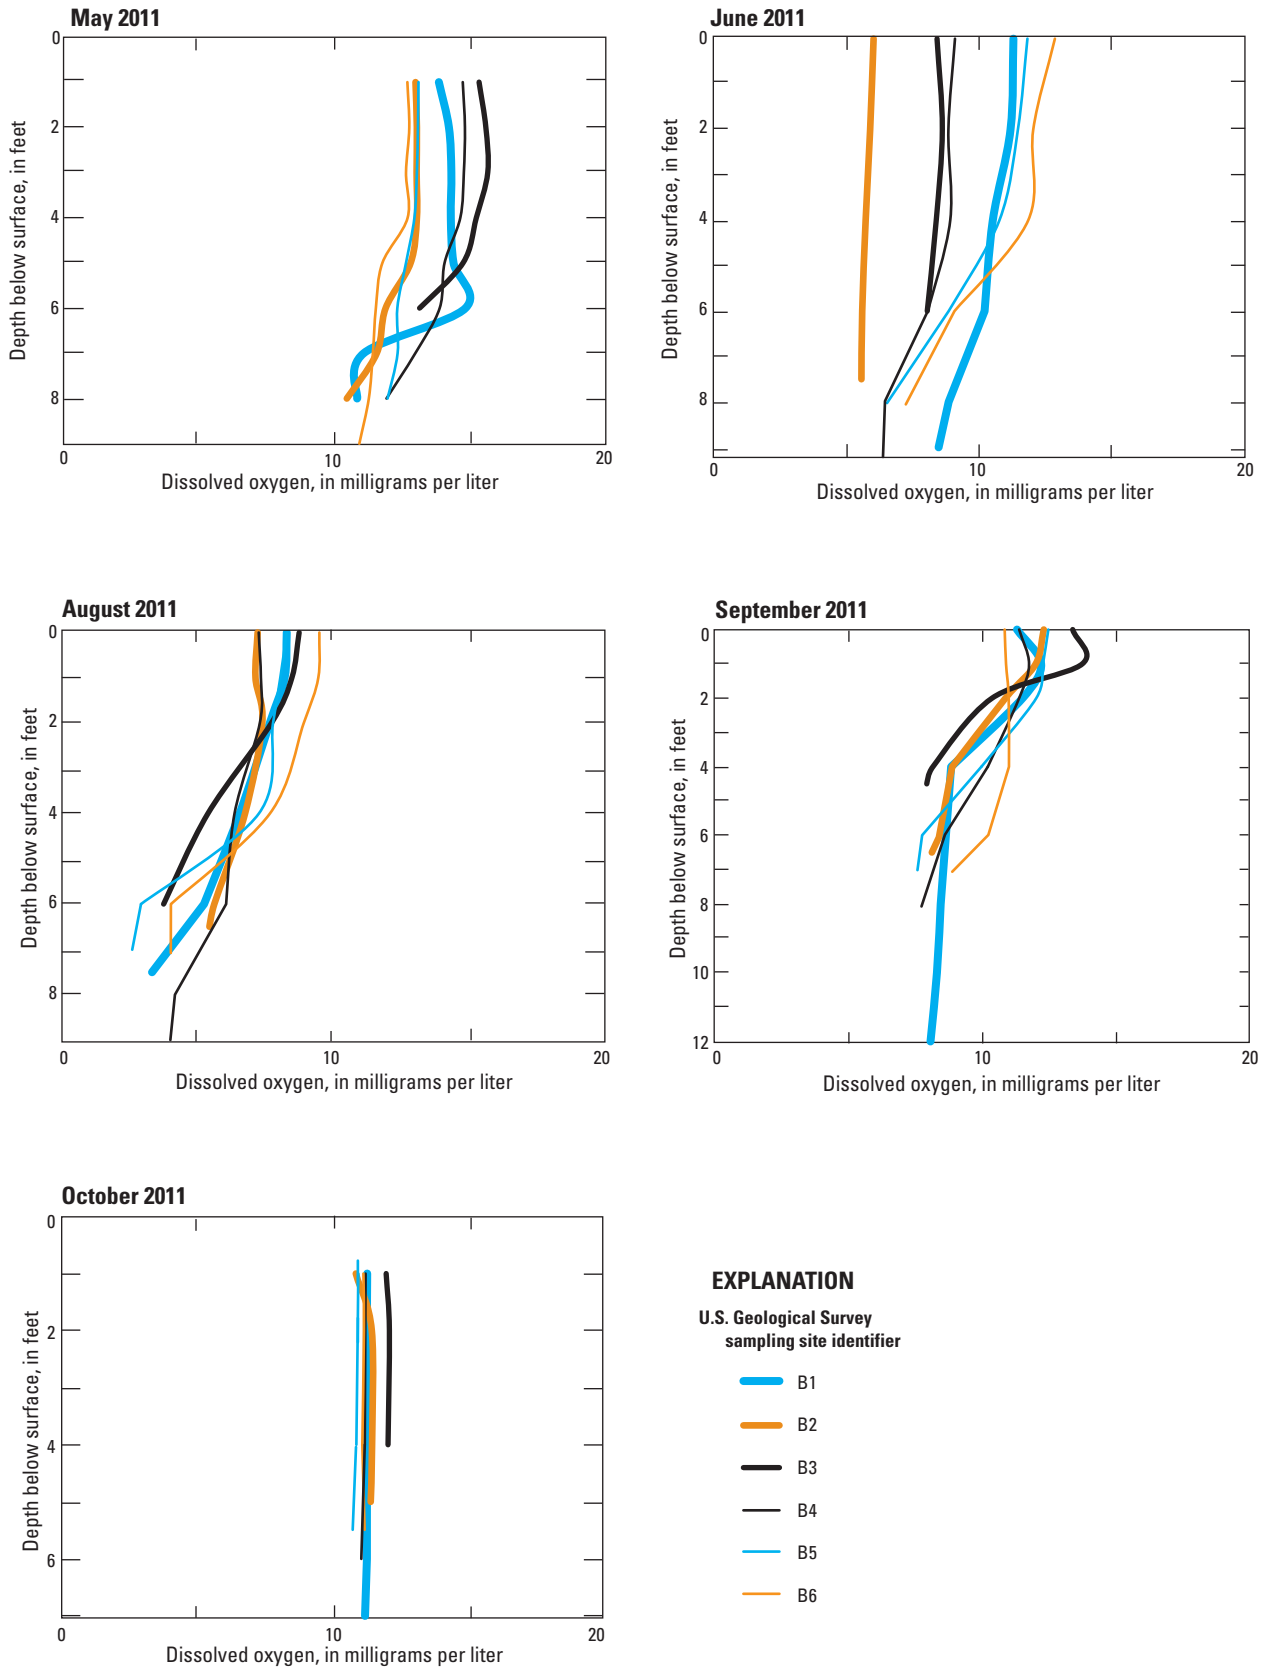 May 2011
0
2
4
6
8
Depth below surface, in feet
0
10
20
Dissolved oxygen, in milligrams per liter
June 2011
0
2
4
6
8
Depth below surface, in feet
0
10
20
Dissolved oxygen, in milligrams per liter
August 2011
0
2
4
6
8
Depth below surface, in feet
0
10
20
Dissolved oxygen, in milligrams per liter
September 2011
0
2
4
6
8
10
12
Depth below surface, in feet
0
10
20
Dissolved oxygen, in milligrams per liter
October 2011
0
2
4
6
Depth below surface, in feet
0
10
20
Dissolved oxygen, in milligrams per liter
EXPLANATION
U.S. Geological Survey
sampling site identifier
B1
B2
B3
B4
B5
B6